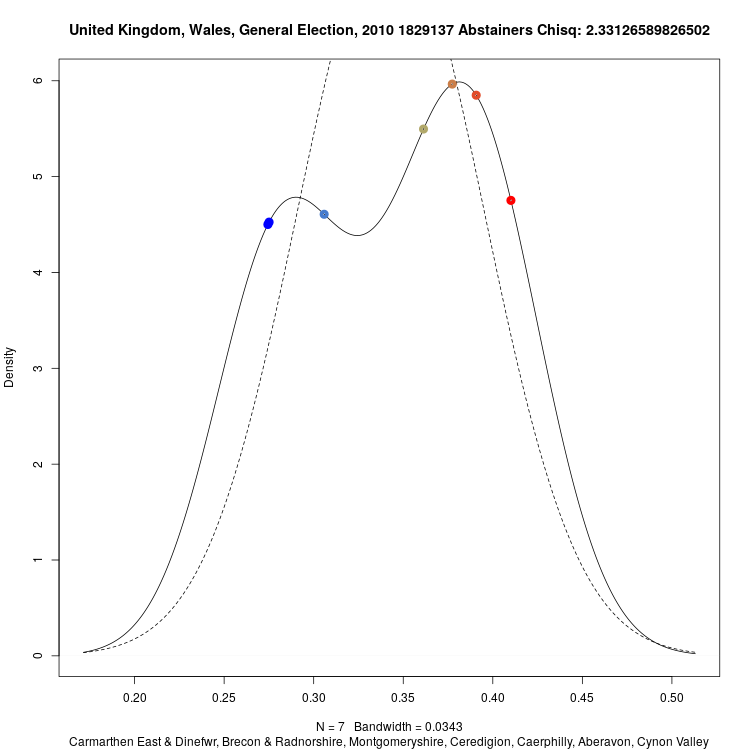 United Kingdom, Wales, General Election, 2010 1829137 Abstainers Chisq: 2.33126589826502
6
5
4
3
2
1
0
Density
0.20 0.25 0.30 0.35 0.40 0.45 0.50
N = 7 Bandwidth = 0.0343
Carmarthen East & Dinefwr, Brecon & Radnorshire, Montgomeryshire, Ceredigion, Caerphilly, Aberavon, Cynon Valley